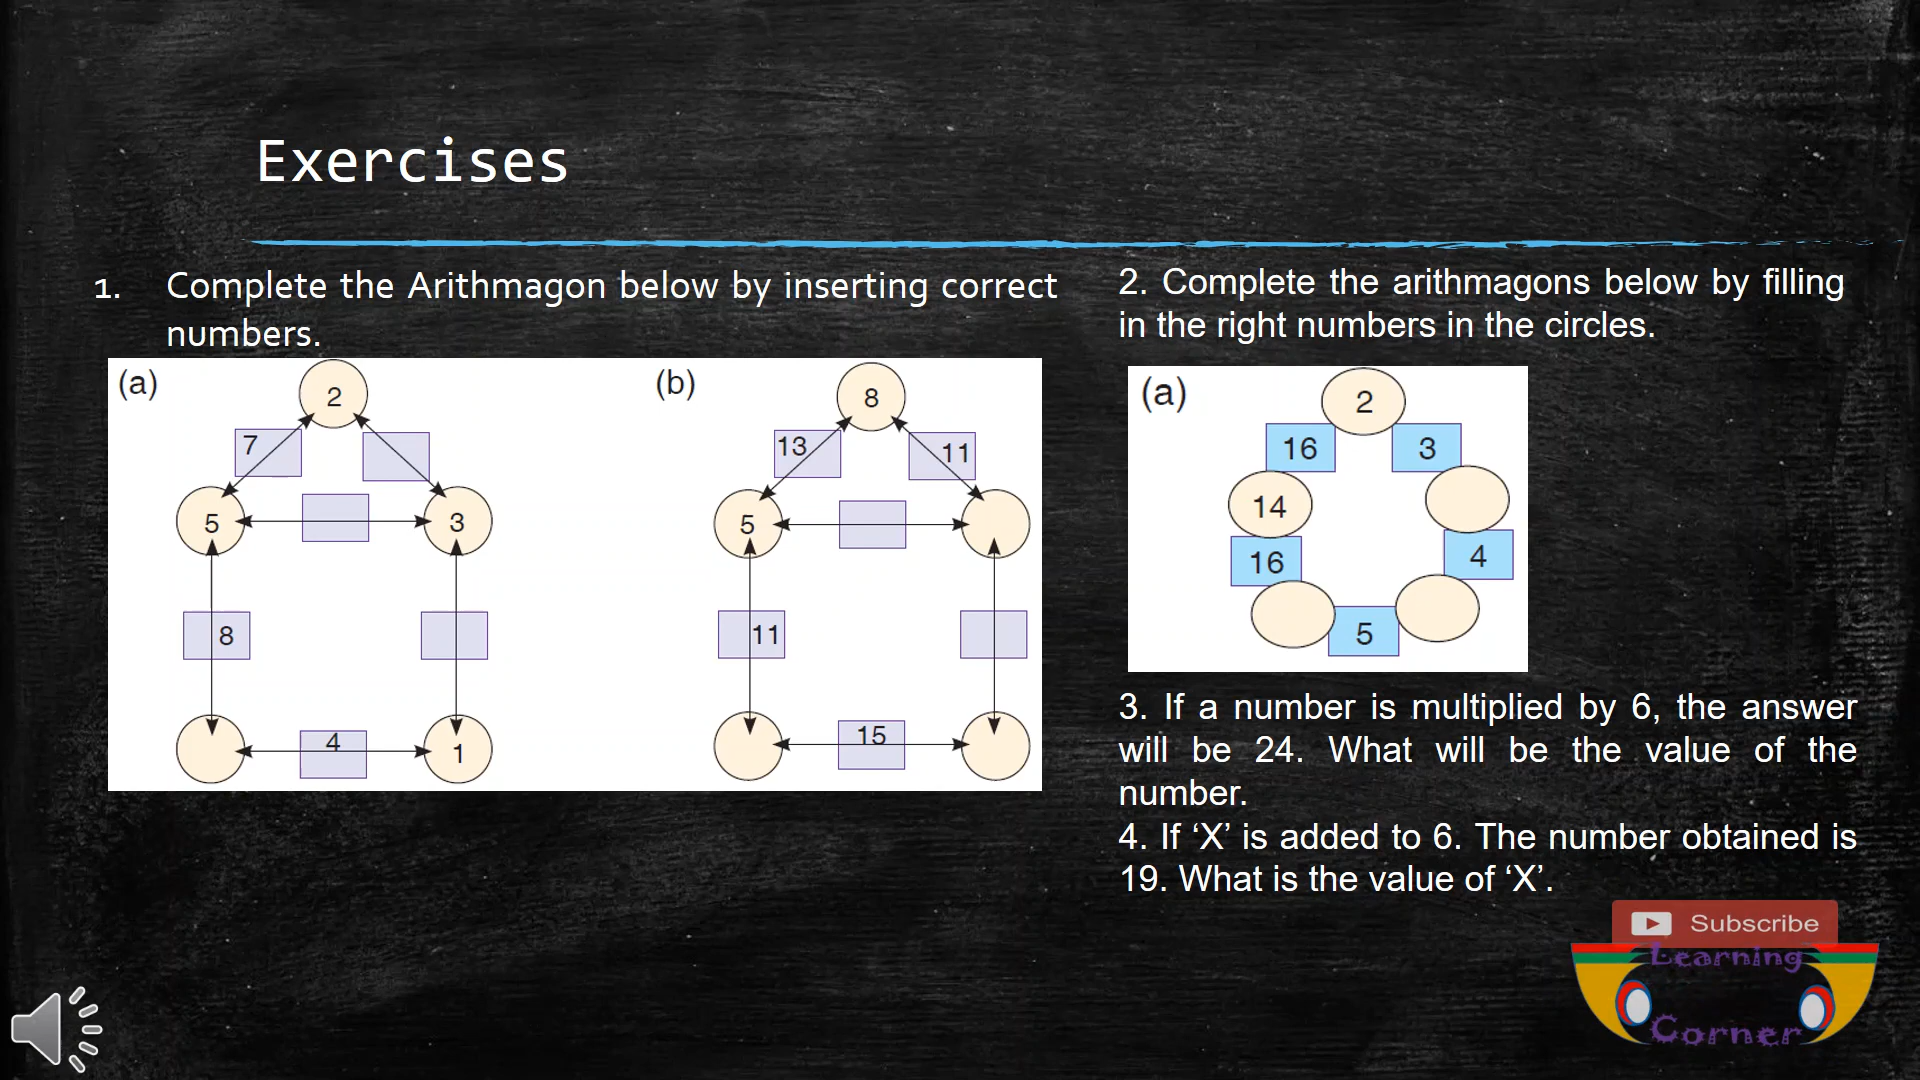 Exercises
1. Complete the Arithmagon below by inserting correct
numbers.
(a)
2
7
5
3
8
4
1
(b)
8
13
11
5
11
15
2. Complete the arithmagons below by filling
in the right numbers in the circles.
(a)
2
16
3
14
16
4
5
3. If a number is multiplied by 6, the answer
will be 24. What will be the value of the
number.
4. If ‘X’ is added to 6. The number obtained is
19. What is the value of ‘X’.
Subscribe
Learning
Corner